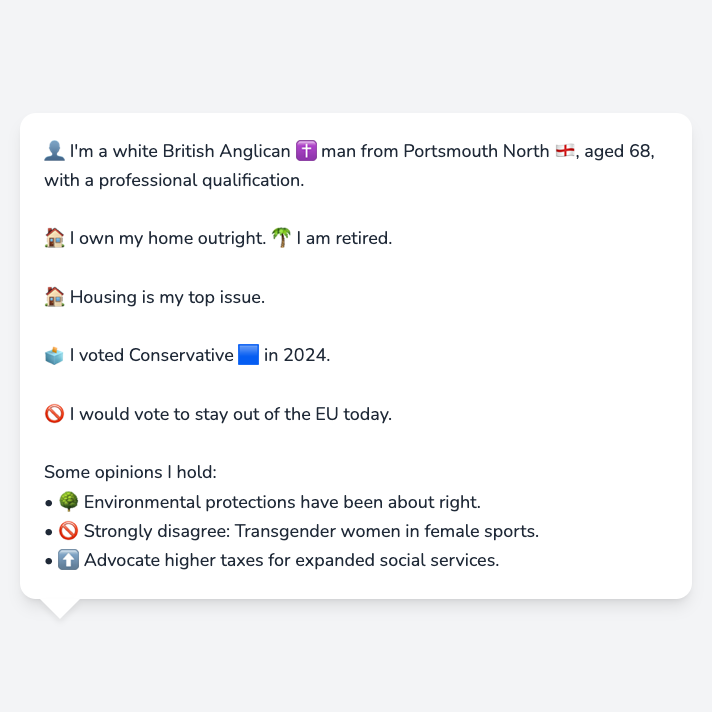 👤 I'm a white British Anglican ✝️ man from Portsmouth North 🏴󠁧󠁢󠁥󠁮󠁧󠁿, aged 68,
with a professional qualification.
🏠 I own my home outright. 🌴 I am retired.
🏠 Housing is my top issue.
🗳️ I voted Conservative 🟦 in 2024.
🚫 I would vote to stay out of the EU today.
Some opinions I hold:
• 🌳 Environmental protections have been about right.
• 🚫 Strongly disagree: Transgender women in female sports.
• ⬆️ Advocate higher taxes for expanded social services.